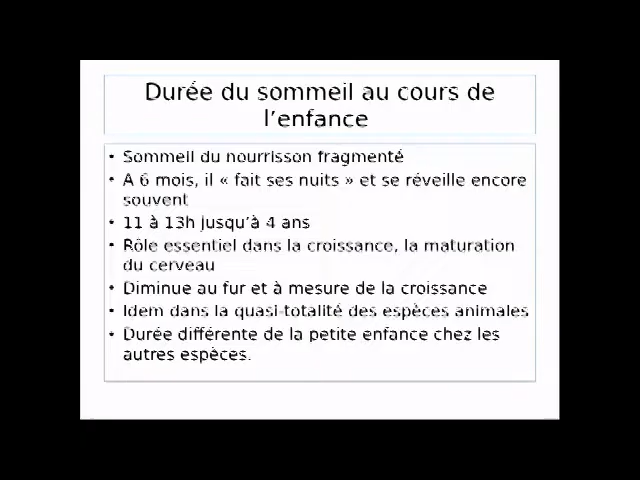 Durée du sommeil au cours de
l’enfance
• Sommeil du nourrisson fragmenté
• A 6 mois, il « fait ses nuits » et se réveille encore
souvent
• 11 à 13h jusqu’à 4 ans
• Rôle essentiel dans la croissance, la maturation
du cerveau
• Diminue au fur et à mesure de la croissance
• Idem dans la quasi-totalité des espèces animales
• Durée différente de la petite enfance chez les
autres espèces.